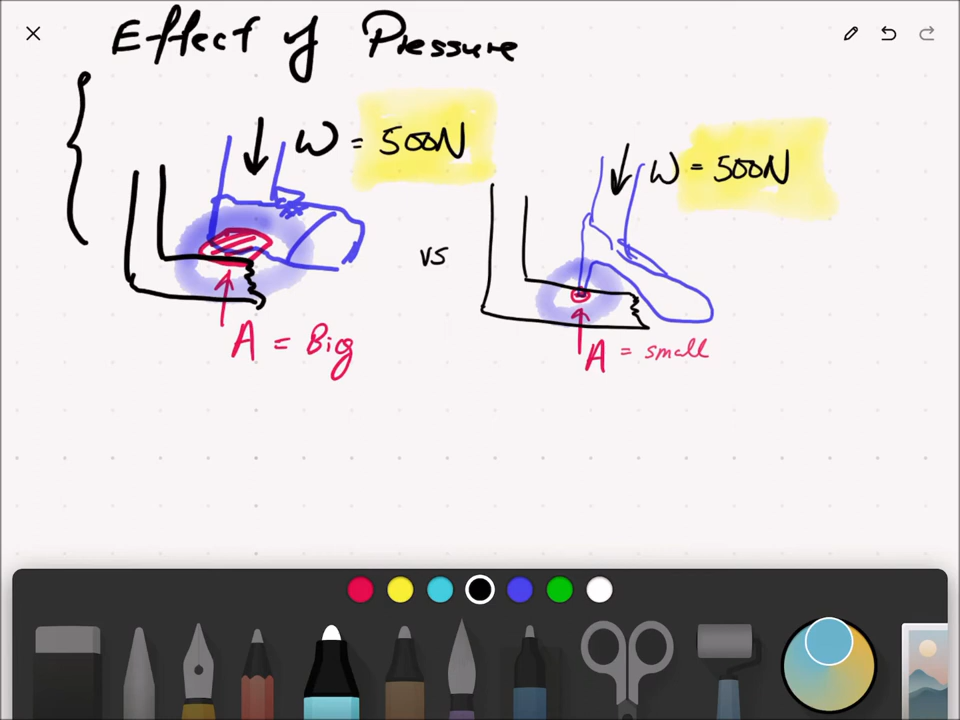 Effect of Pressure
W = 500N
W = 500N
vs
A = Big
A = small